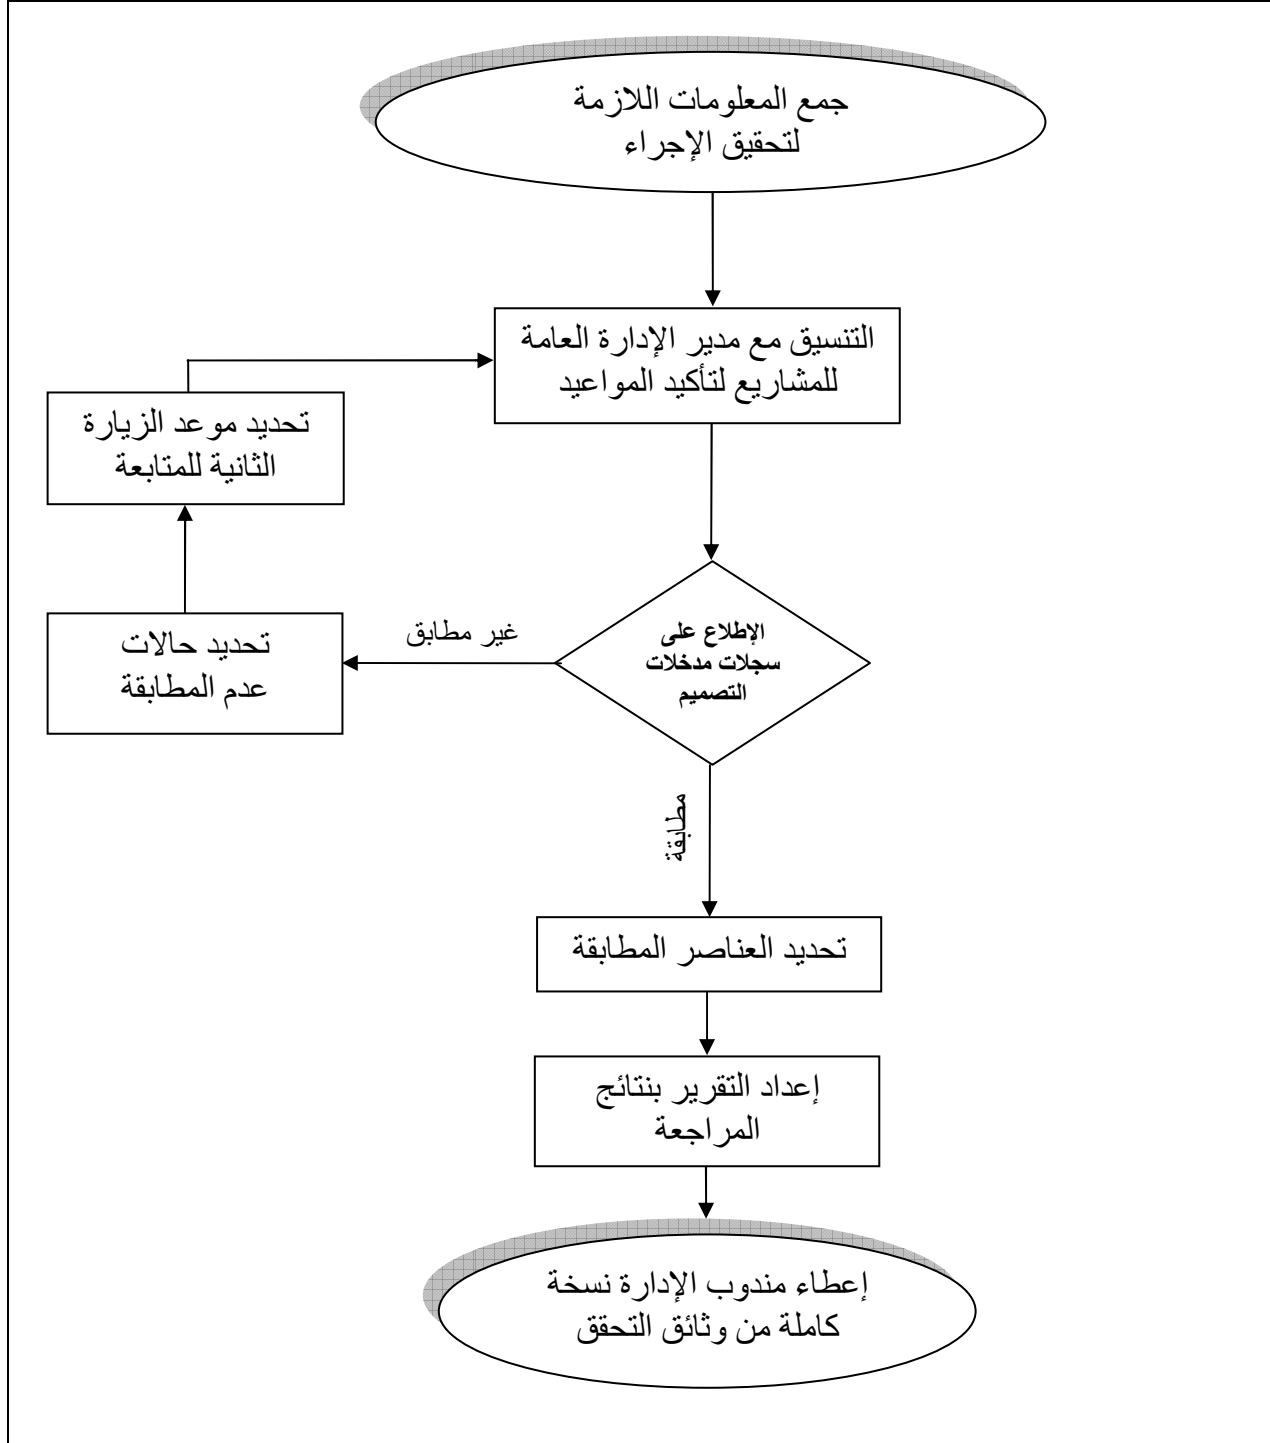 جمع المعلومات اللازمة
لتحقيق الإجراء
التنسيق مع مدير الإدارة العامة
للمشاريع لتأكيد المواعيد
تحديد موعد الزيارة
الثانية للمتابعة
الإطلاع على
سجلات مدخلات
التصميم
غير مطابق
تحديد حالات
عدم المطابقة
مطابقة
تحديد العناصر المطابقة
إعداد التقرير بنتائج
المراجعة
إعطاء مندوب الإدارة نسخة
كاملة من وثائق التحقق